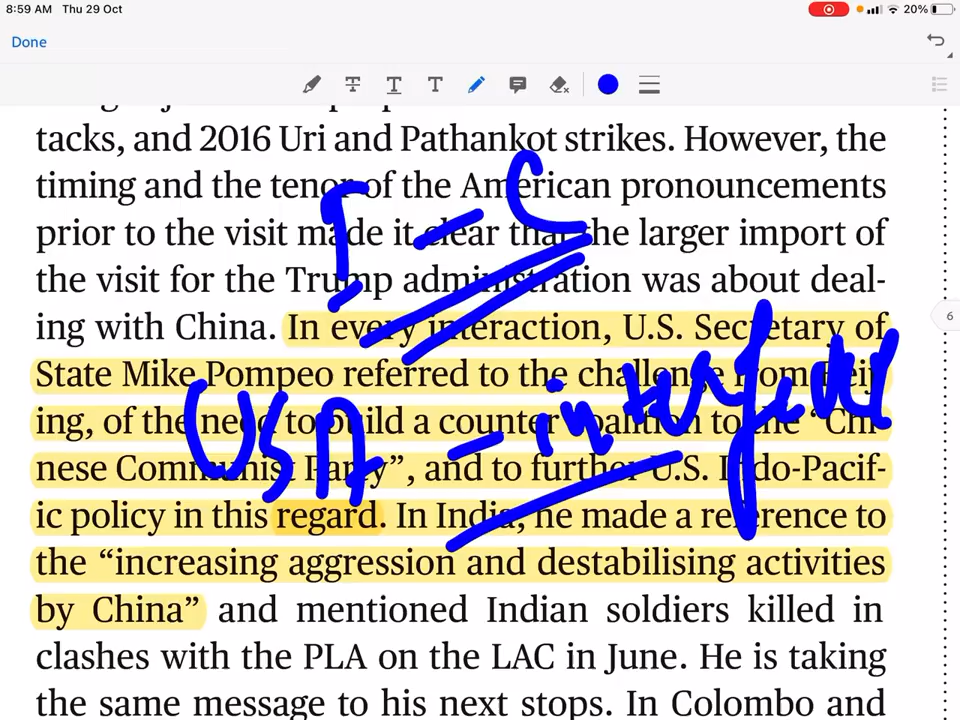 8:59 AM Thu 29 Oct
20%
Done
tacks, and 2016 Uri and Pathankot strikes. However, the
timing and the tenor of the American pronouncements
prior to the visit made it clear that the larger import of
the visit for the Trump administration was about deal-
ing with China. In every interaction, U.S. Secretary of
6
State Mike Pompeo referred to the challenge from Beij-
ing, of the need to build a counter coalition to the “Chi-
nese Communist Party”, and to further U.S. Indo-Pacif-
ic policy in this regard. In India, he made a reference to
the “increasing aggression and destabilising activities
by China” and mentioned Indian soldiers killed in
clashes with the PLA on the LAC in June. He is taking
the same message to his next stops. In Colombo and
I = C
USA =